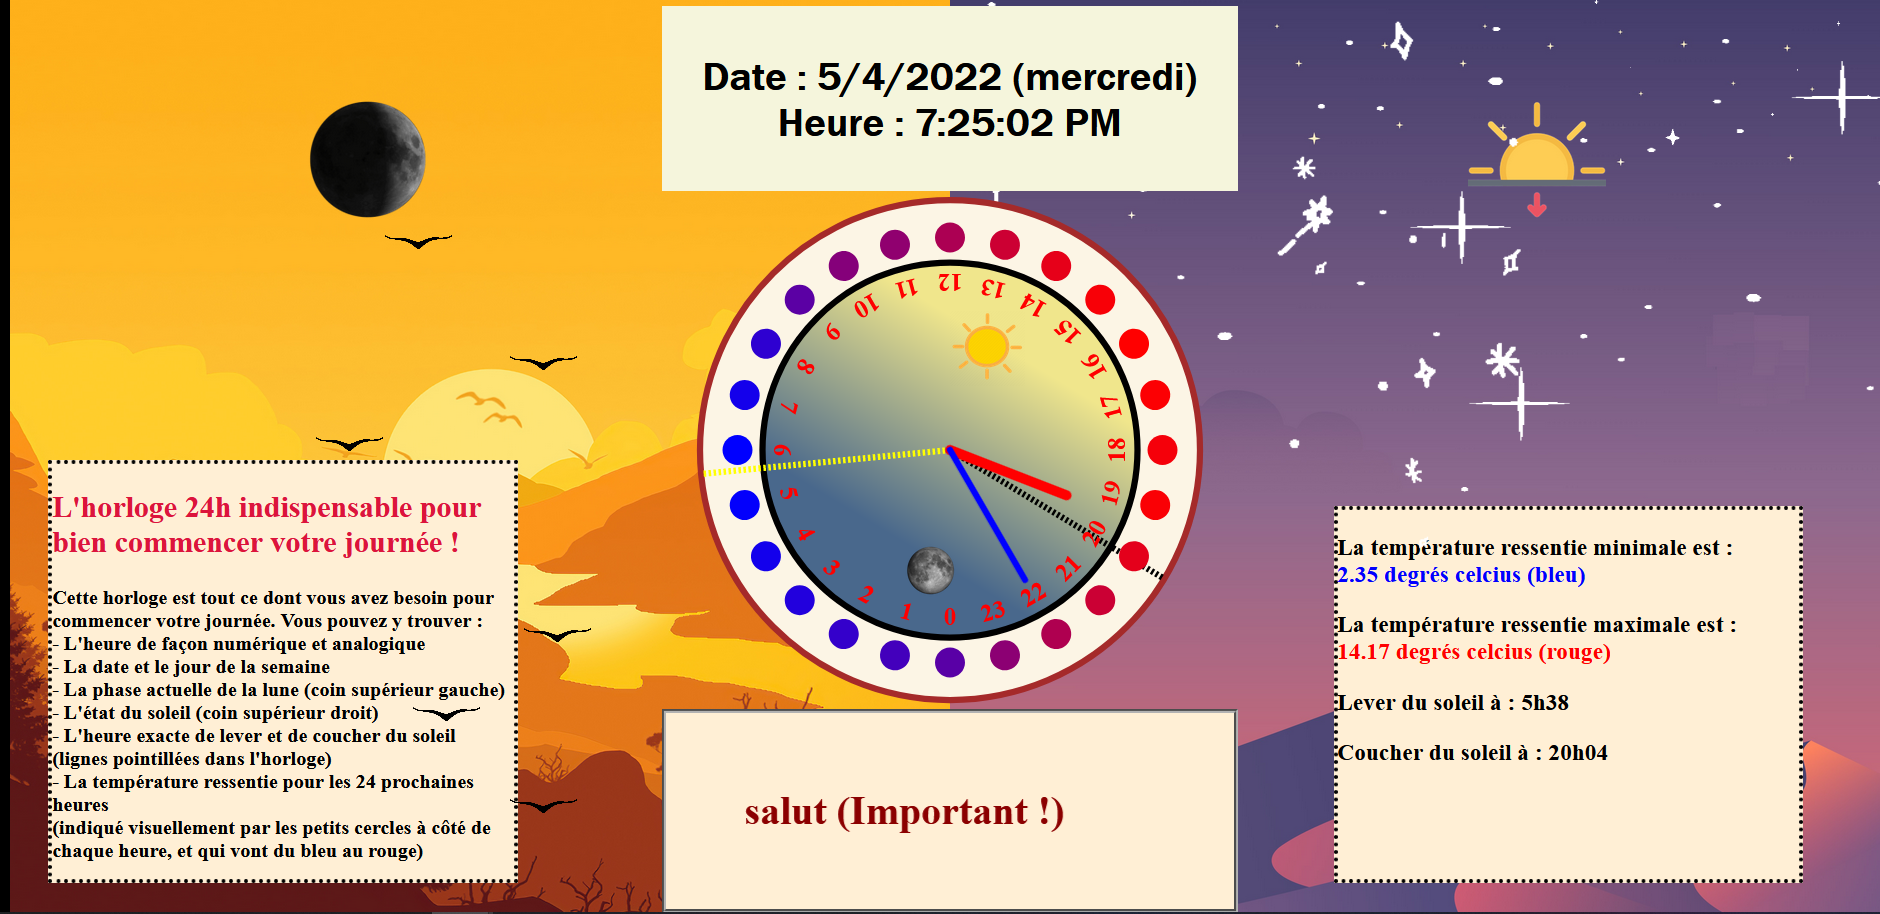 Date : 5/4/2022 (mercredi)
Heure : 7:25:02 PM
12
13
14
15
16
17
18
19
20
21
22
23
0
1
2
3
4
5
6
7
8
9
10
11
L'horloge 24h indispensable pour
bien commencer votre journée !
Cette horloge est tout ce dont vous avez besoin pour
commencer votre journée. Vous pouvez y trouver :
- L'heure de façon numérique et analogique
- La date et le jour de la semaine
- La phase actuelle de la lune (coin supérieur gauche)
- L'état du soleil (coin supérieur droit)
- L'heure exacte de lever et de coucher du soleil
(lignes pointillées dans l'horloge)
- La température ressentie pour les 24 prochaines
heures
(indiqué visuellement par les petits cercles à côté de
chaque heure, et qui vont du bleu au rouge)
salut (Important !)
La température ressentie minimale est :
2.35 degrés celcius (bleu)
La température ressentie maximale est :
14.17 degrés celcius (rouge)
Lever du soleil à : 5h38
Coucher du soleil à : 20h04